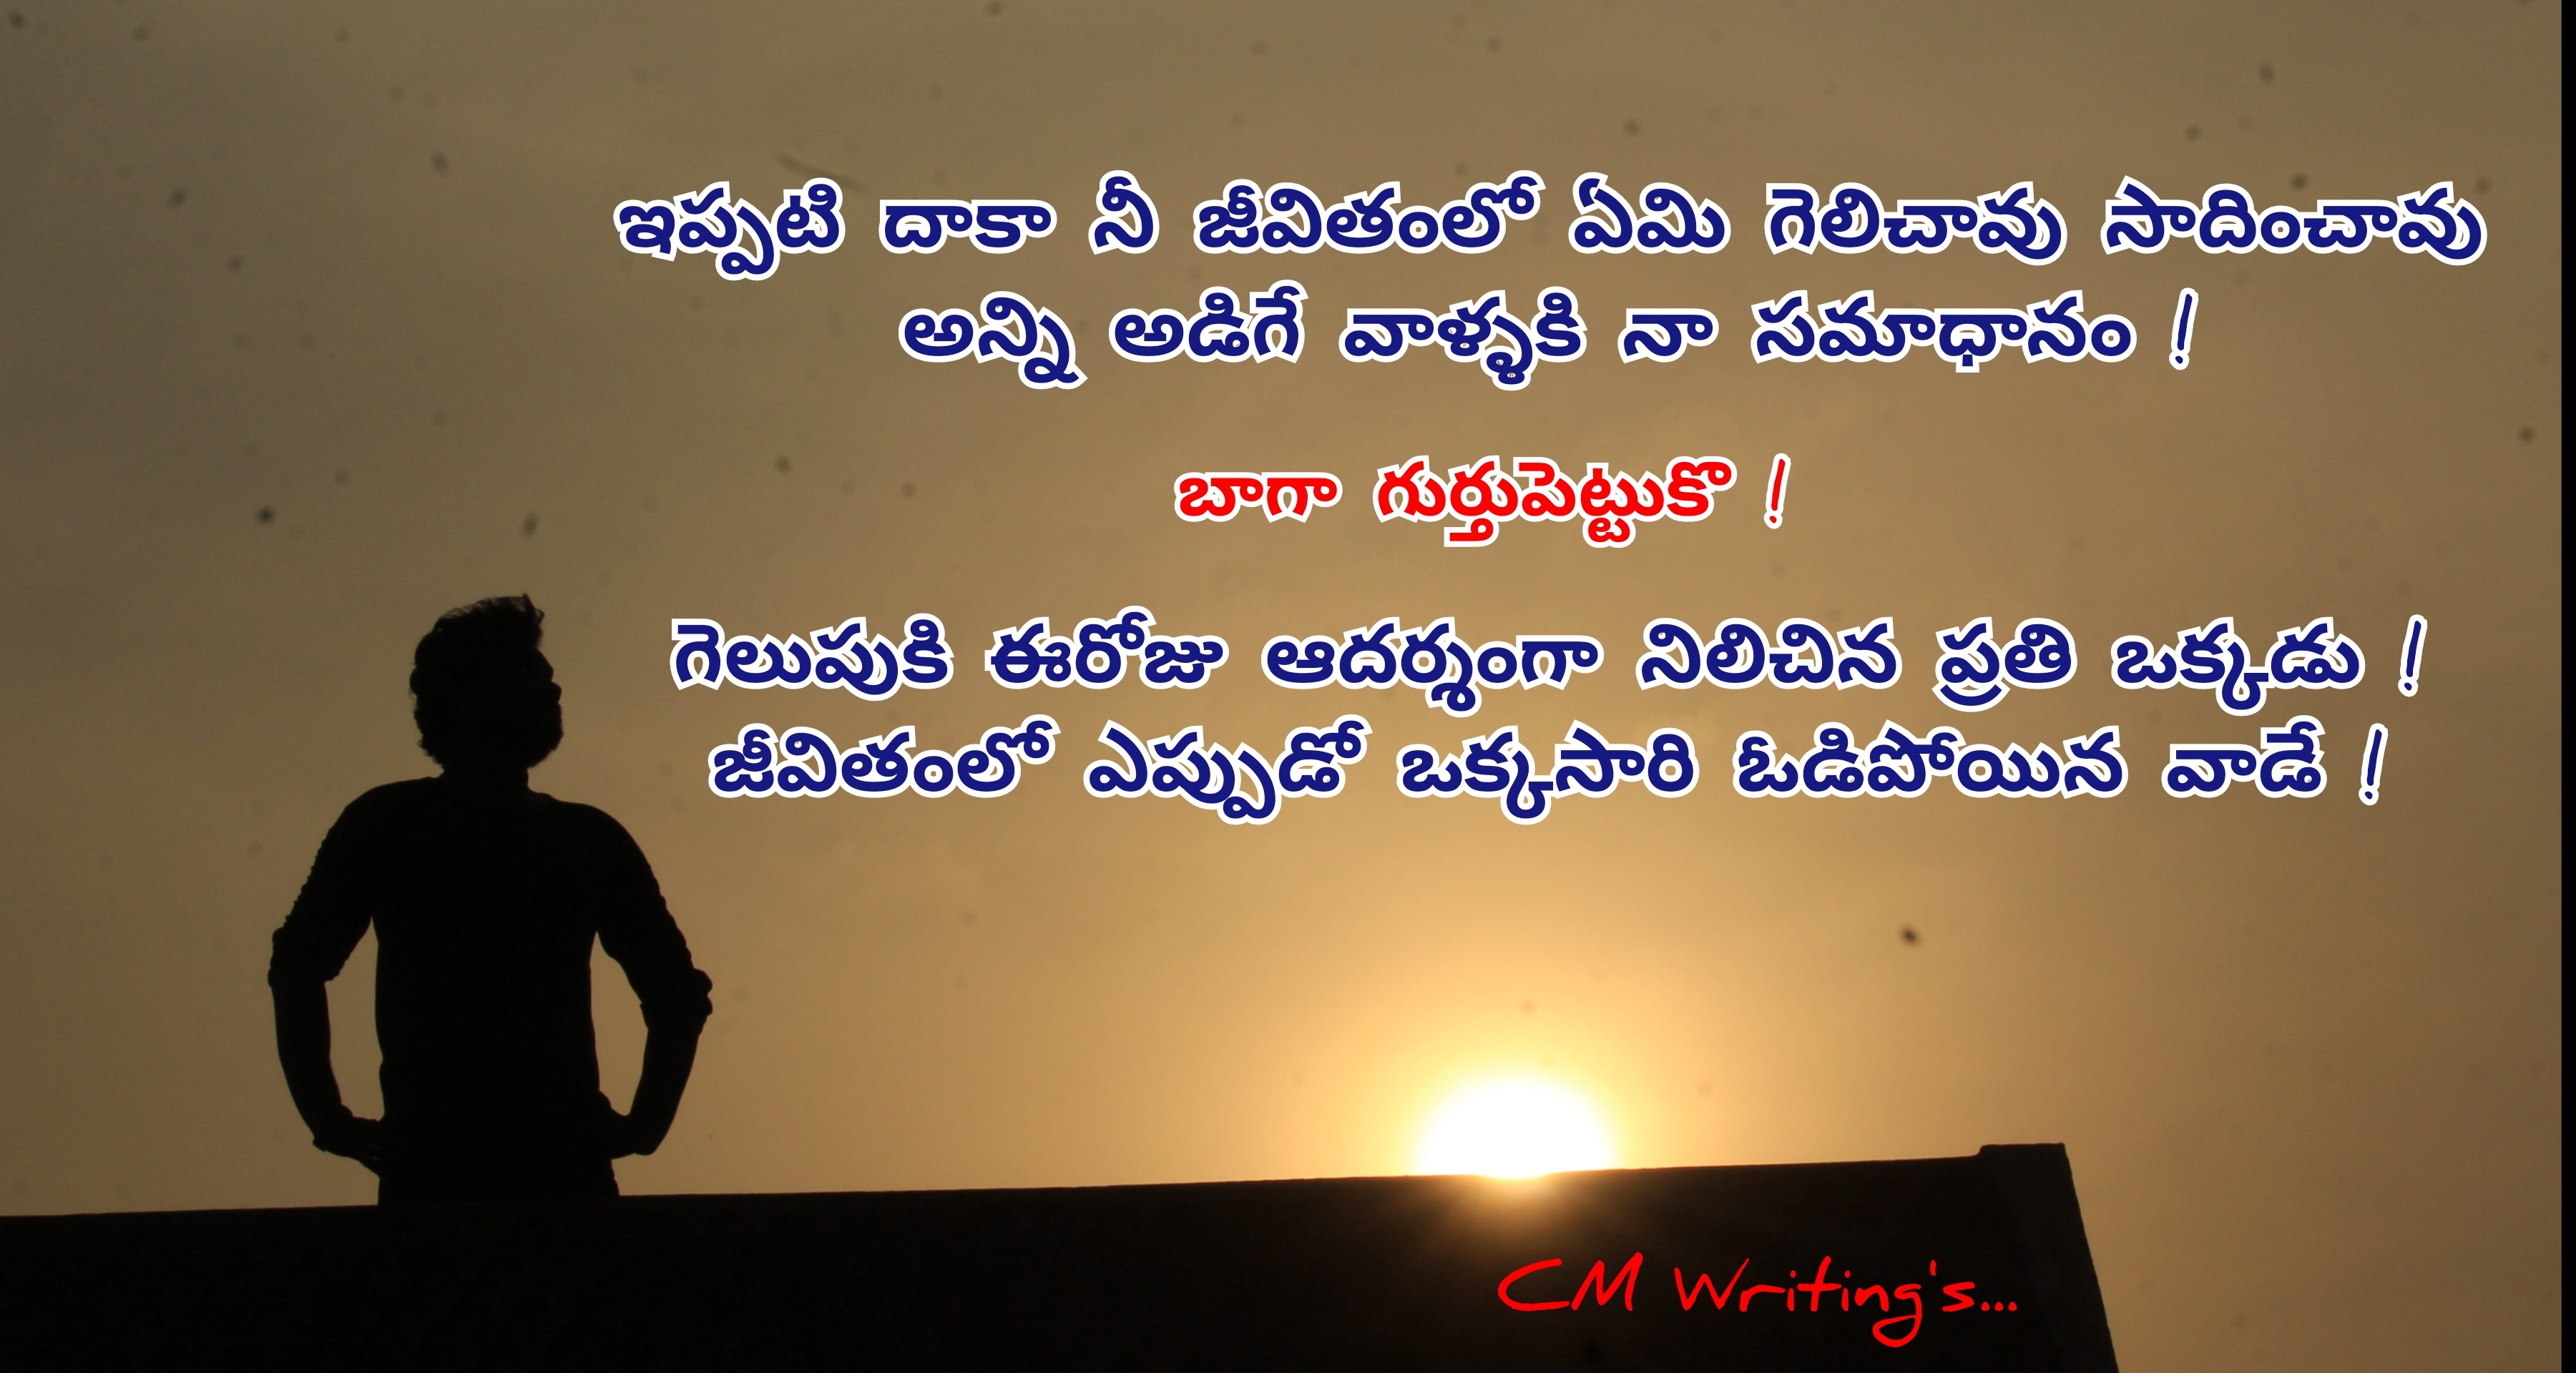 ఇప్పటి దాకా నీ జీవితంలో ఏమి గెలిచావు సాదించావు
అన్ని అడిగే వాళ్ళకి నా సమాధానం !
బాగా గుర్తుపెట్టుకొ !
గెలుపుకి ఈరోజు ఆదర్శంగా నిలిచిన ప్రతి ఒక్కడు !
జీవితంలో ఎప్పుడో ఒక్కసారి ఓడిపోయిన వాడే !
CM Writing's...